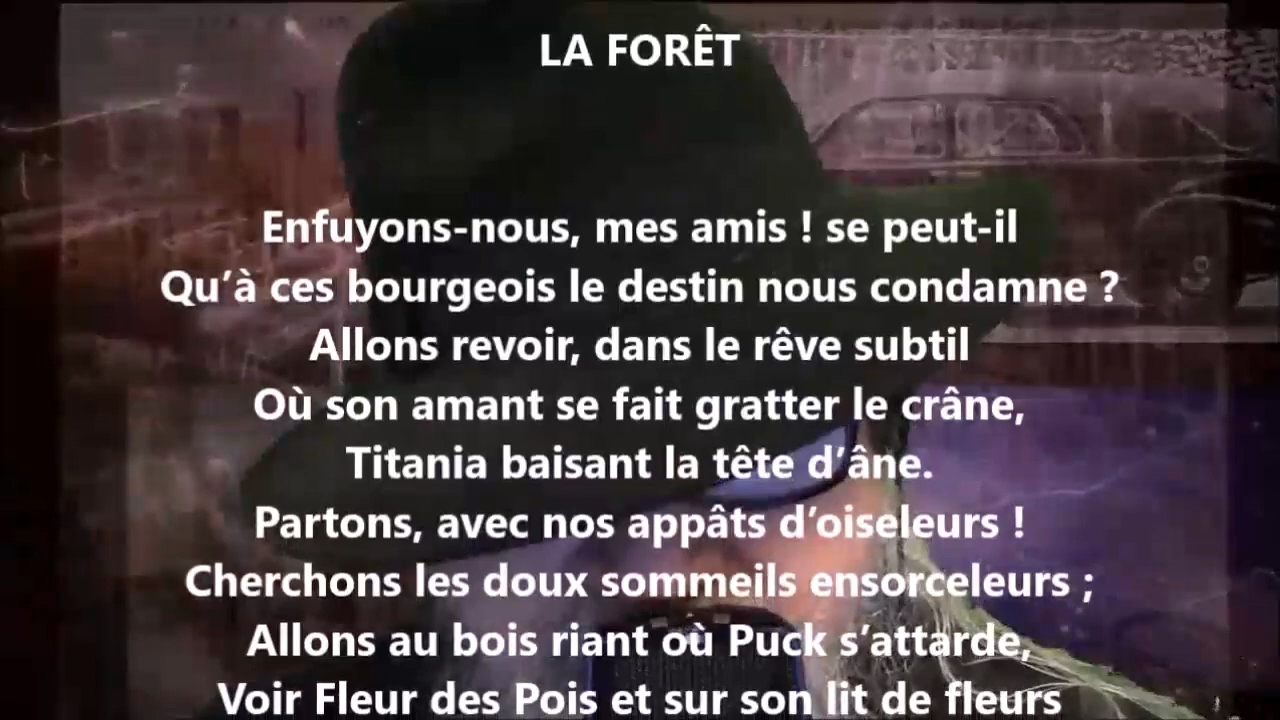 LA FORÊT
Enfuyons-nous, mes amis ! se peut-il
Qu’à ces bourgeois le destin nous condamne ?
Allons revoir, dans le rêve subtil
Où son amant se fait gratter le crâne,
Titania baisant la tête d’âne.
Partons, avec nos appâts d’oiseleurs !
Cherchons les doux sommeils ensorceleurs ;
Allons au bois riant où Puck s’attarde,
Voir Fleur des Pois et sur son lit de fleurs